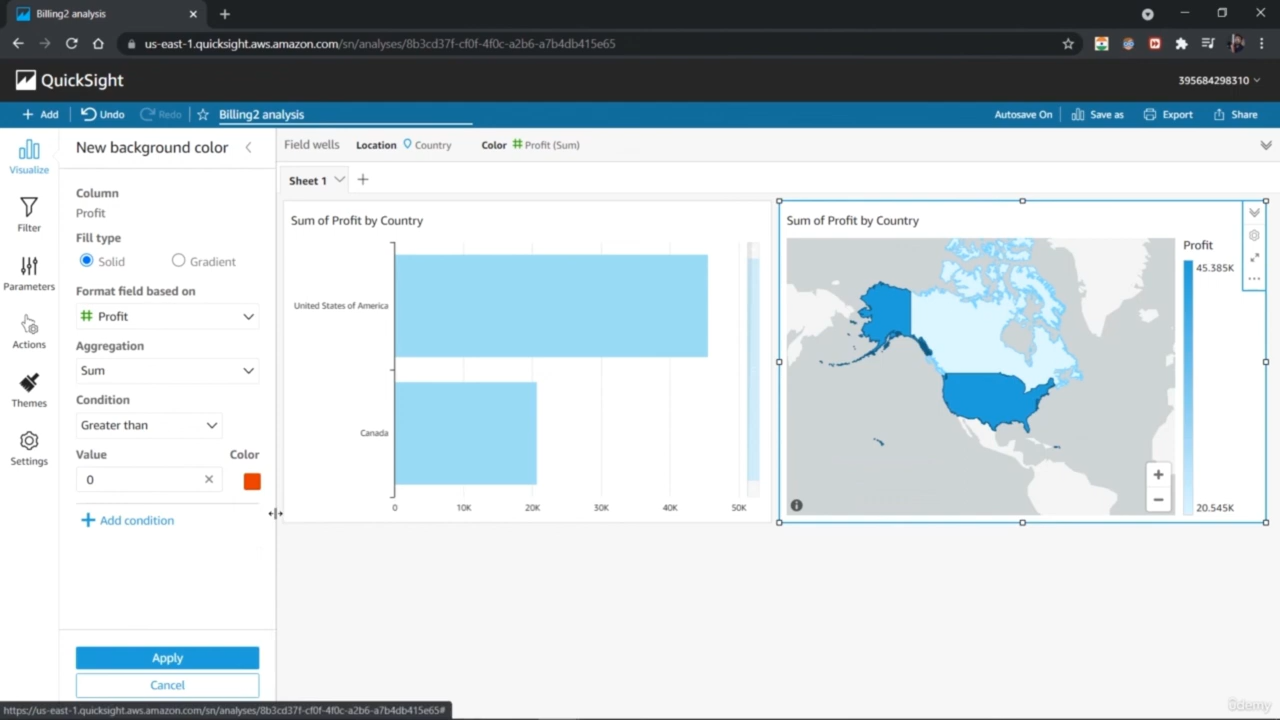 Billing2 analysis
us-east-1.quicksight.aws.amazon.com/sn/analyses/8b3cd37f-cf0f-4f0c-a2b6-a7b4db415e65
QuickSight
395684298310
+ Add
Undo
Redo
Billing2 analysis
Autosave On
Save as
Export
Share
Visualize
Filter
Parameters
Actions
Themes
Settings
New background color
Column
Profit
Fill type
Solid
Gradient
Format field based on
# Profit
Aggregation
Sum
Condition
Greater than
Value
Color
0
+ Add condition
Apply
Cancel
Field wells
Location
Country
Color
# Profit (Sum)
Sheet 1
Sum of Profit by Country
United States of America
Canada
0
10K
20K
30K
40K
50K
Sum of Profit by Country
Profit
45.385K
20.545K
https://us-east-1.quicksight.aws.amazon.com/sn/analyses/8b3cd37f-cf0f-4f0c-a2b6-a7b4db415e65#
ûdemy